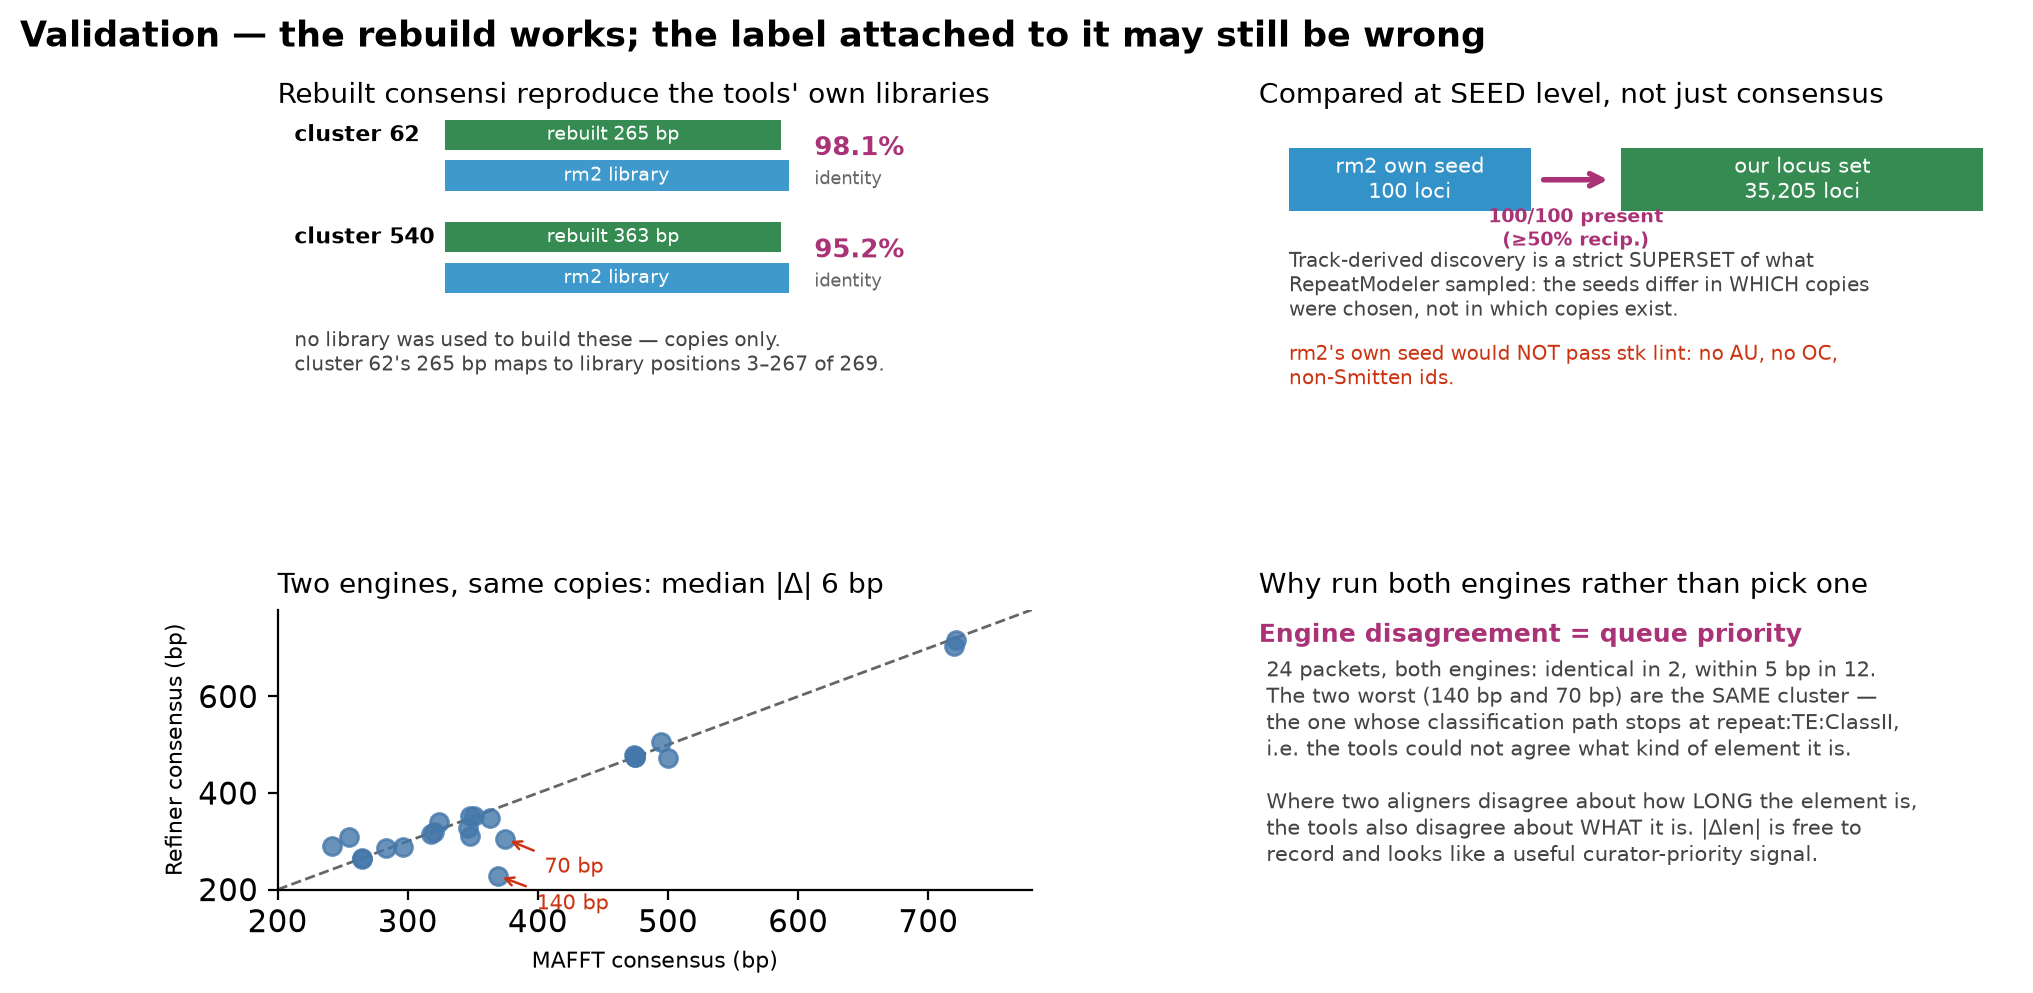 Validation — the rebuild works; the label attached to it may still be wrong
Rebuilt consensi reproduce the tools' own libraries
cluster 62
rebuilt 265 bp
rm2 library
98.1%
identity
cluster 540
rebuilt 363 bp
rm2 library
95.2%
identity
no library was used to build these — copies only.
cluster 62's 265 bp maps to library positions 3–267 of 269.
Compared at SEED level, not just consensus
rm2 own seed
100 loci
our locus set
35,205 loci
100/100 present
(≥50% recip.)
Track-derived discovery is a strict SUPERSET of what
RepeatModeler sampled: the seeds differ in WHICH copies
were chosen, not in which copies exist.
rm2's own seed would NOT pass stk lint: no AU, no OC,
non-Smitten ids.
Two engines, same copies: median |Δ| 6 bp
Refiner consensus (bp)
600
400
200
70 bp
140 bp
200 300 400 500 600 700
MAFFT consensus (bp)
Why run both engines rather than pick one
Engine disagreement = queue priority
24 packets, both engines: identical in 2, within 5 bp in 12.
The two worst (140 bp and 70 bp) are the SAME cluster —
the one whose classification path stops at repeat:TE:ClassII,
i.e. the tools could not agree what kind of element it is.
Where two aligners disagree about how LONG the element is,
the tools also disagree about WHAT it is. |Δlen| is free to
record and looks like a useful curator-priority signal.